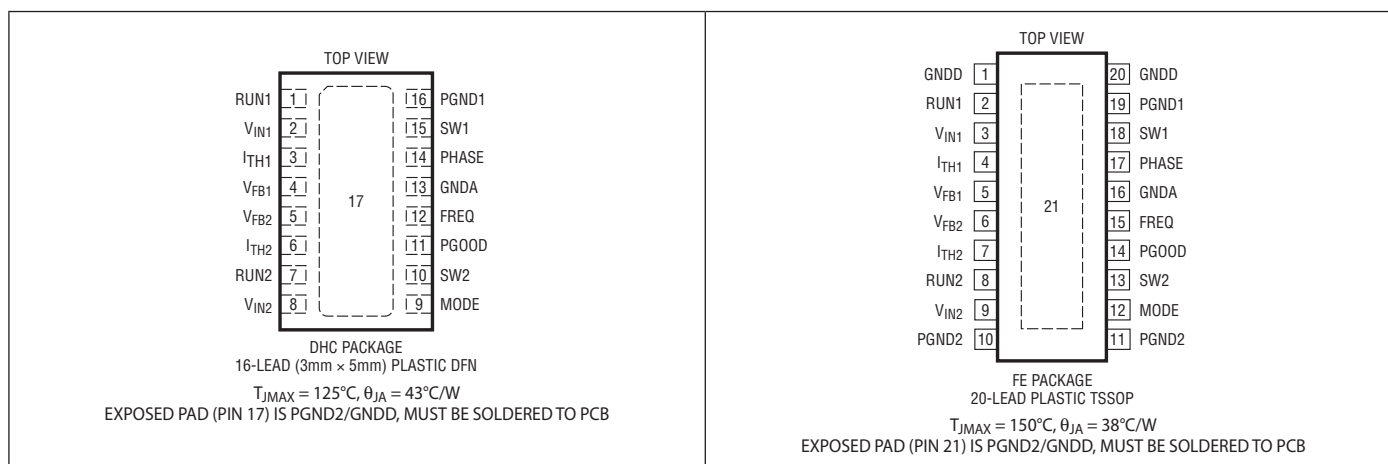 TOP VIEW
RUN1 1
VIN1 2
ITH1 3
VFB1 4
VFB2 5
ITH2 6
RUN2 7
VIN2 8
17
16 PGND1
15 SW1
14 PHASE
13 GNDA
12 FREQ
11 PGOOD
10 SW2
9 MODE
DHC PACKAGE
16-LEAD (3mm × 5mm) PLASTIC DFN
TJMAX = 125°C, θJA = 43°C/W
EXPOSED PAD (PIN 17) IS PGND2/GNDD, MUST BE SOLDERED TO PCB
TOP VIEW
GNDD 1
RUN1 2
VIN1 3
ITH1 4
VFB1 5
VFB2 6
ITH2 7
RUN2 8
VIN2 9
PGND2 10
21
20 GNDD
19 PGND1
18 SW1
17 PHASE
16 GNDA
15 FREQ
14 PGOOD
13 SW2
12 MODE
11 PGND2
FE PACKAGE
20-LEAD PLASTIC TSSOP
TJMAX = 150°C, θJA = 38°C/W
EXPOSED PAD (PIN 21) IS PGND2/GNDD, MUST BE SOLDERED TO PCB